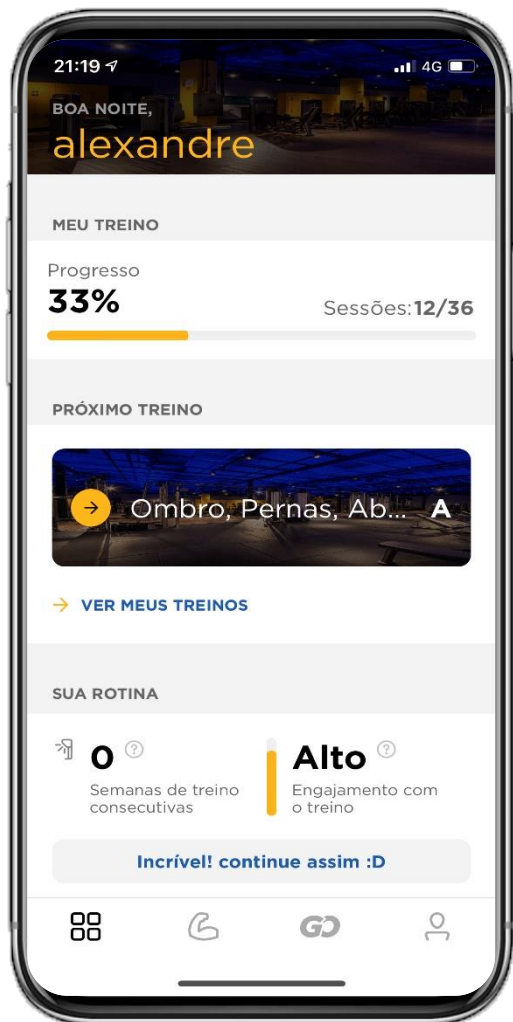 21:19
4G
BOA NOITE,
alexandre
MEU TREINO
Progresso
33%
Sessões:12/36
PRÓXIMO TREINO
Ombro, Pernas, Ab... A
VER MEUS TREINOS
SUA ROTINA
0
Semanas de treino
consecutivas
Alto
Engajamento com
o treino
Incrível! continue assim :D
GO